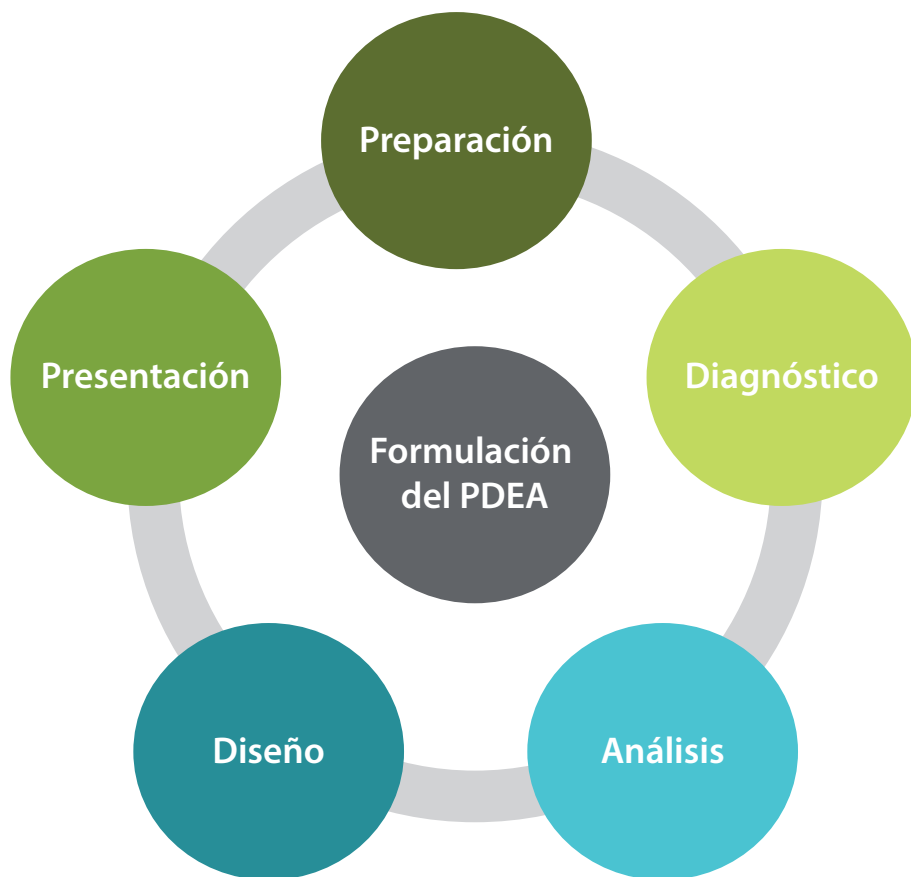 Preparación
Diagnóstico
Análisis
Diseño
Presentación
Formulación
del PDEA